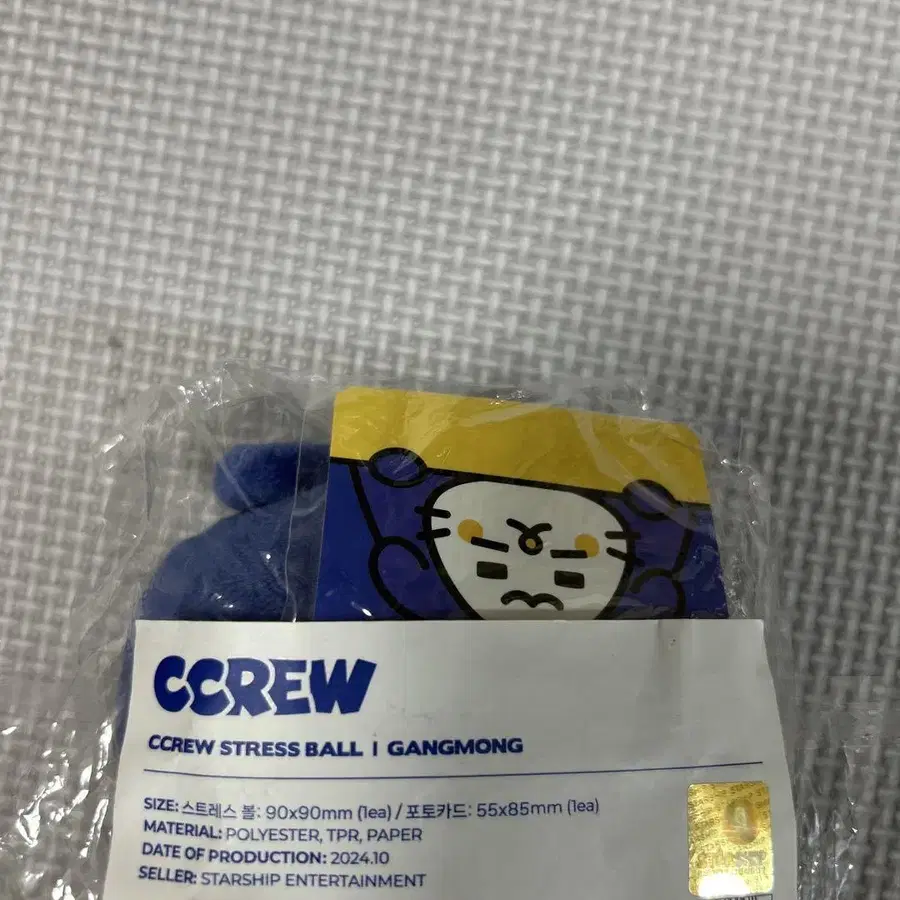 CCREW
CCREW STRESS BALL | GANGMONG
SIZE: 스트레스 볼: 90x90mm (1ea) / 포토카드: 55x85mm (1ea)
MATERIAL: POLYESTER, TPR, PAPER
DATE OF PRODUCTION: 2024.10
SELLER: STARSHIP ENTERTAINMENT